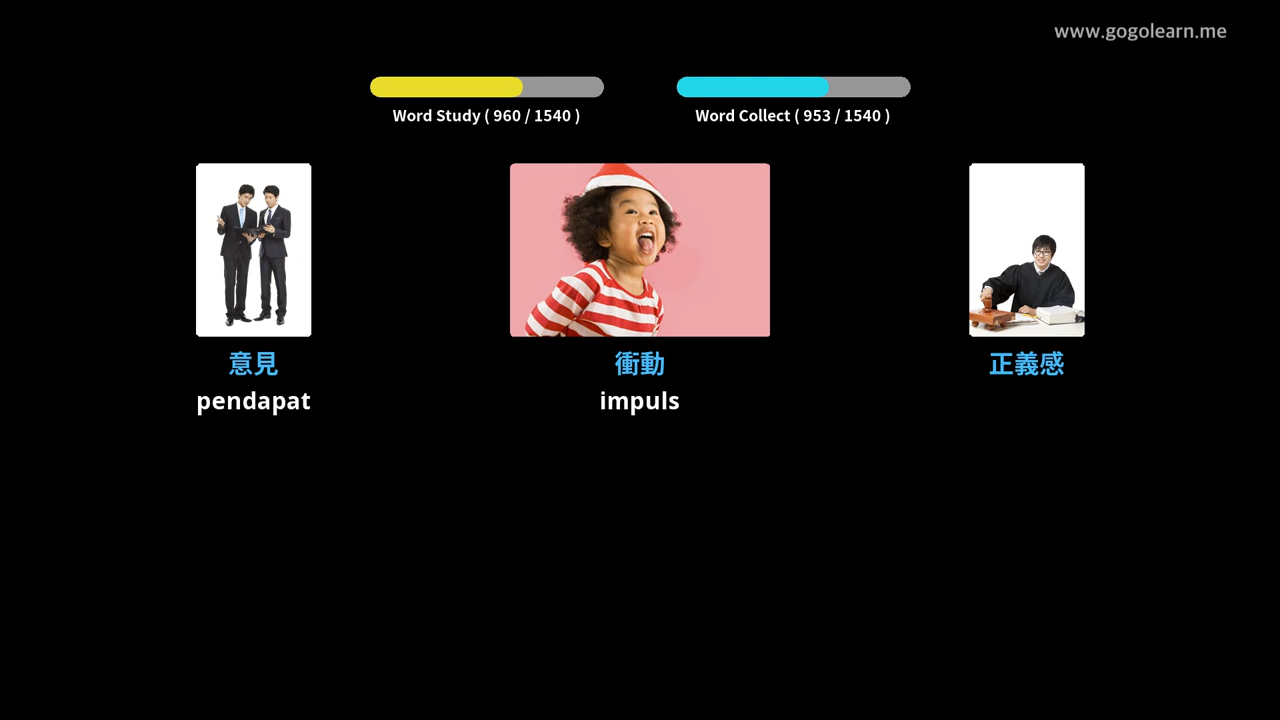 www.gogolearn.me
Word Study ( 960 / 1540 )
Word Collect ( 953 / 1540 )
意見
衝動
正義感
pendapat
impuls